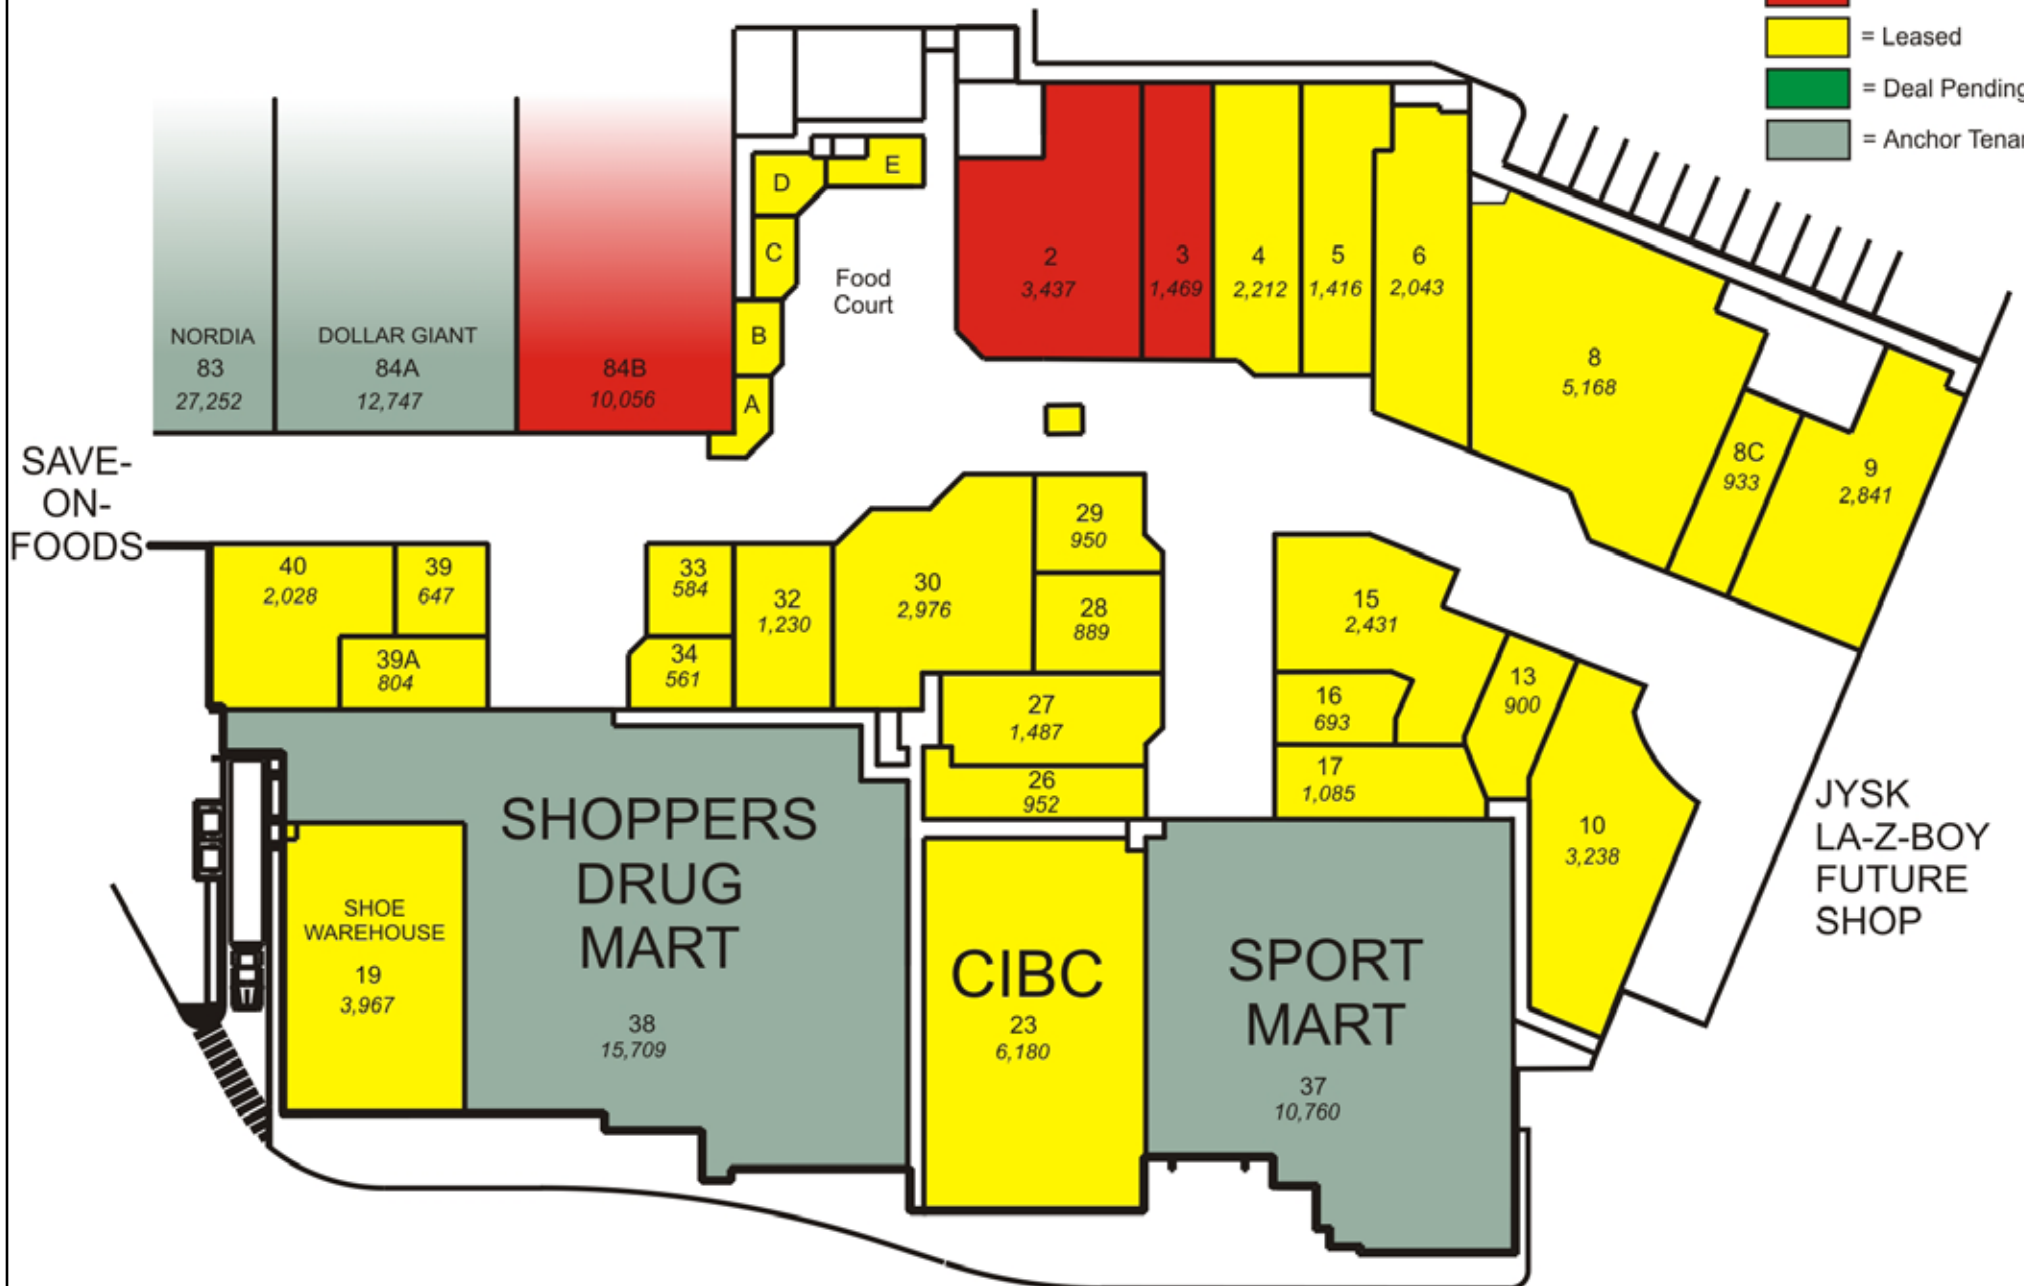 = Leased
= Deal Pending
= Anchor Tenan
E
D
C
B
A
Food
Court
2
3,437
3
1,469
4
2,212
5
1,416
6
2,043
8
5,168
8C
933
9
2,841
NORDIA
83
27,252
DOLLAR GIANT
84A
12,747
84B
10,056
SAVE-
ON-
FOODS
40
2,028
39
647
39A
804
33
584
34
561
32
1,230
30
2,976
29
950
28
889
27
1,487
26
952
15
2,431
16
693
17
1,085
13
900
10
3,238
JYSK
LA-Z-BOY
FUTURE
SHOP
SHOE
WAREHOUSE
19
3,967
SHOPPERS
DRUG
MART
38
15,709
CIBC
23
6,180
SPORT
MART
37
10,760